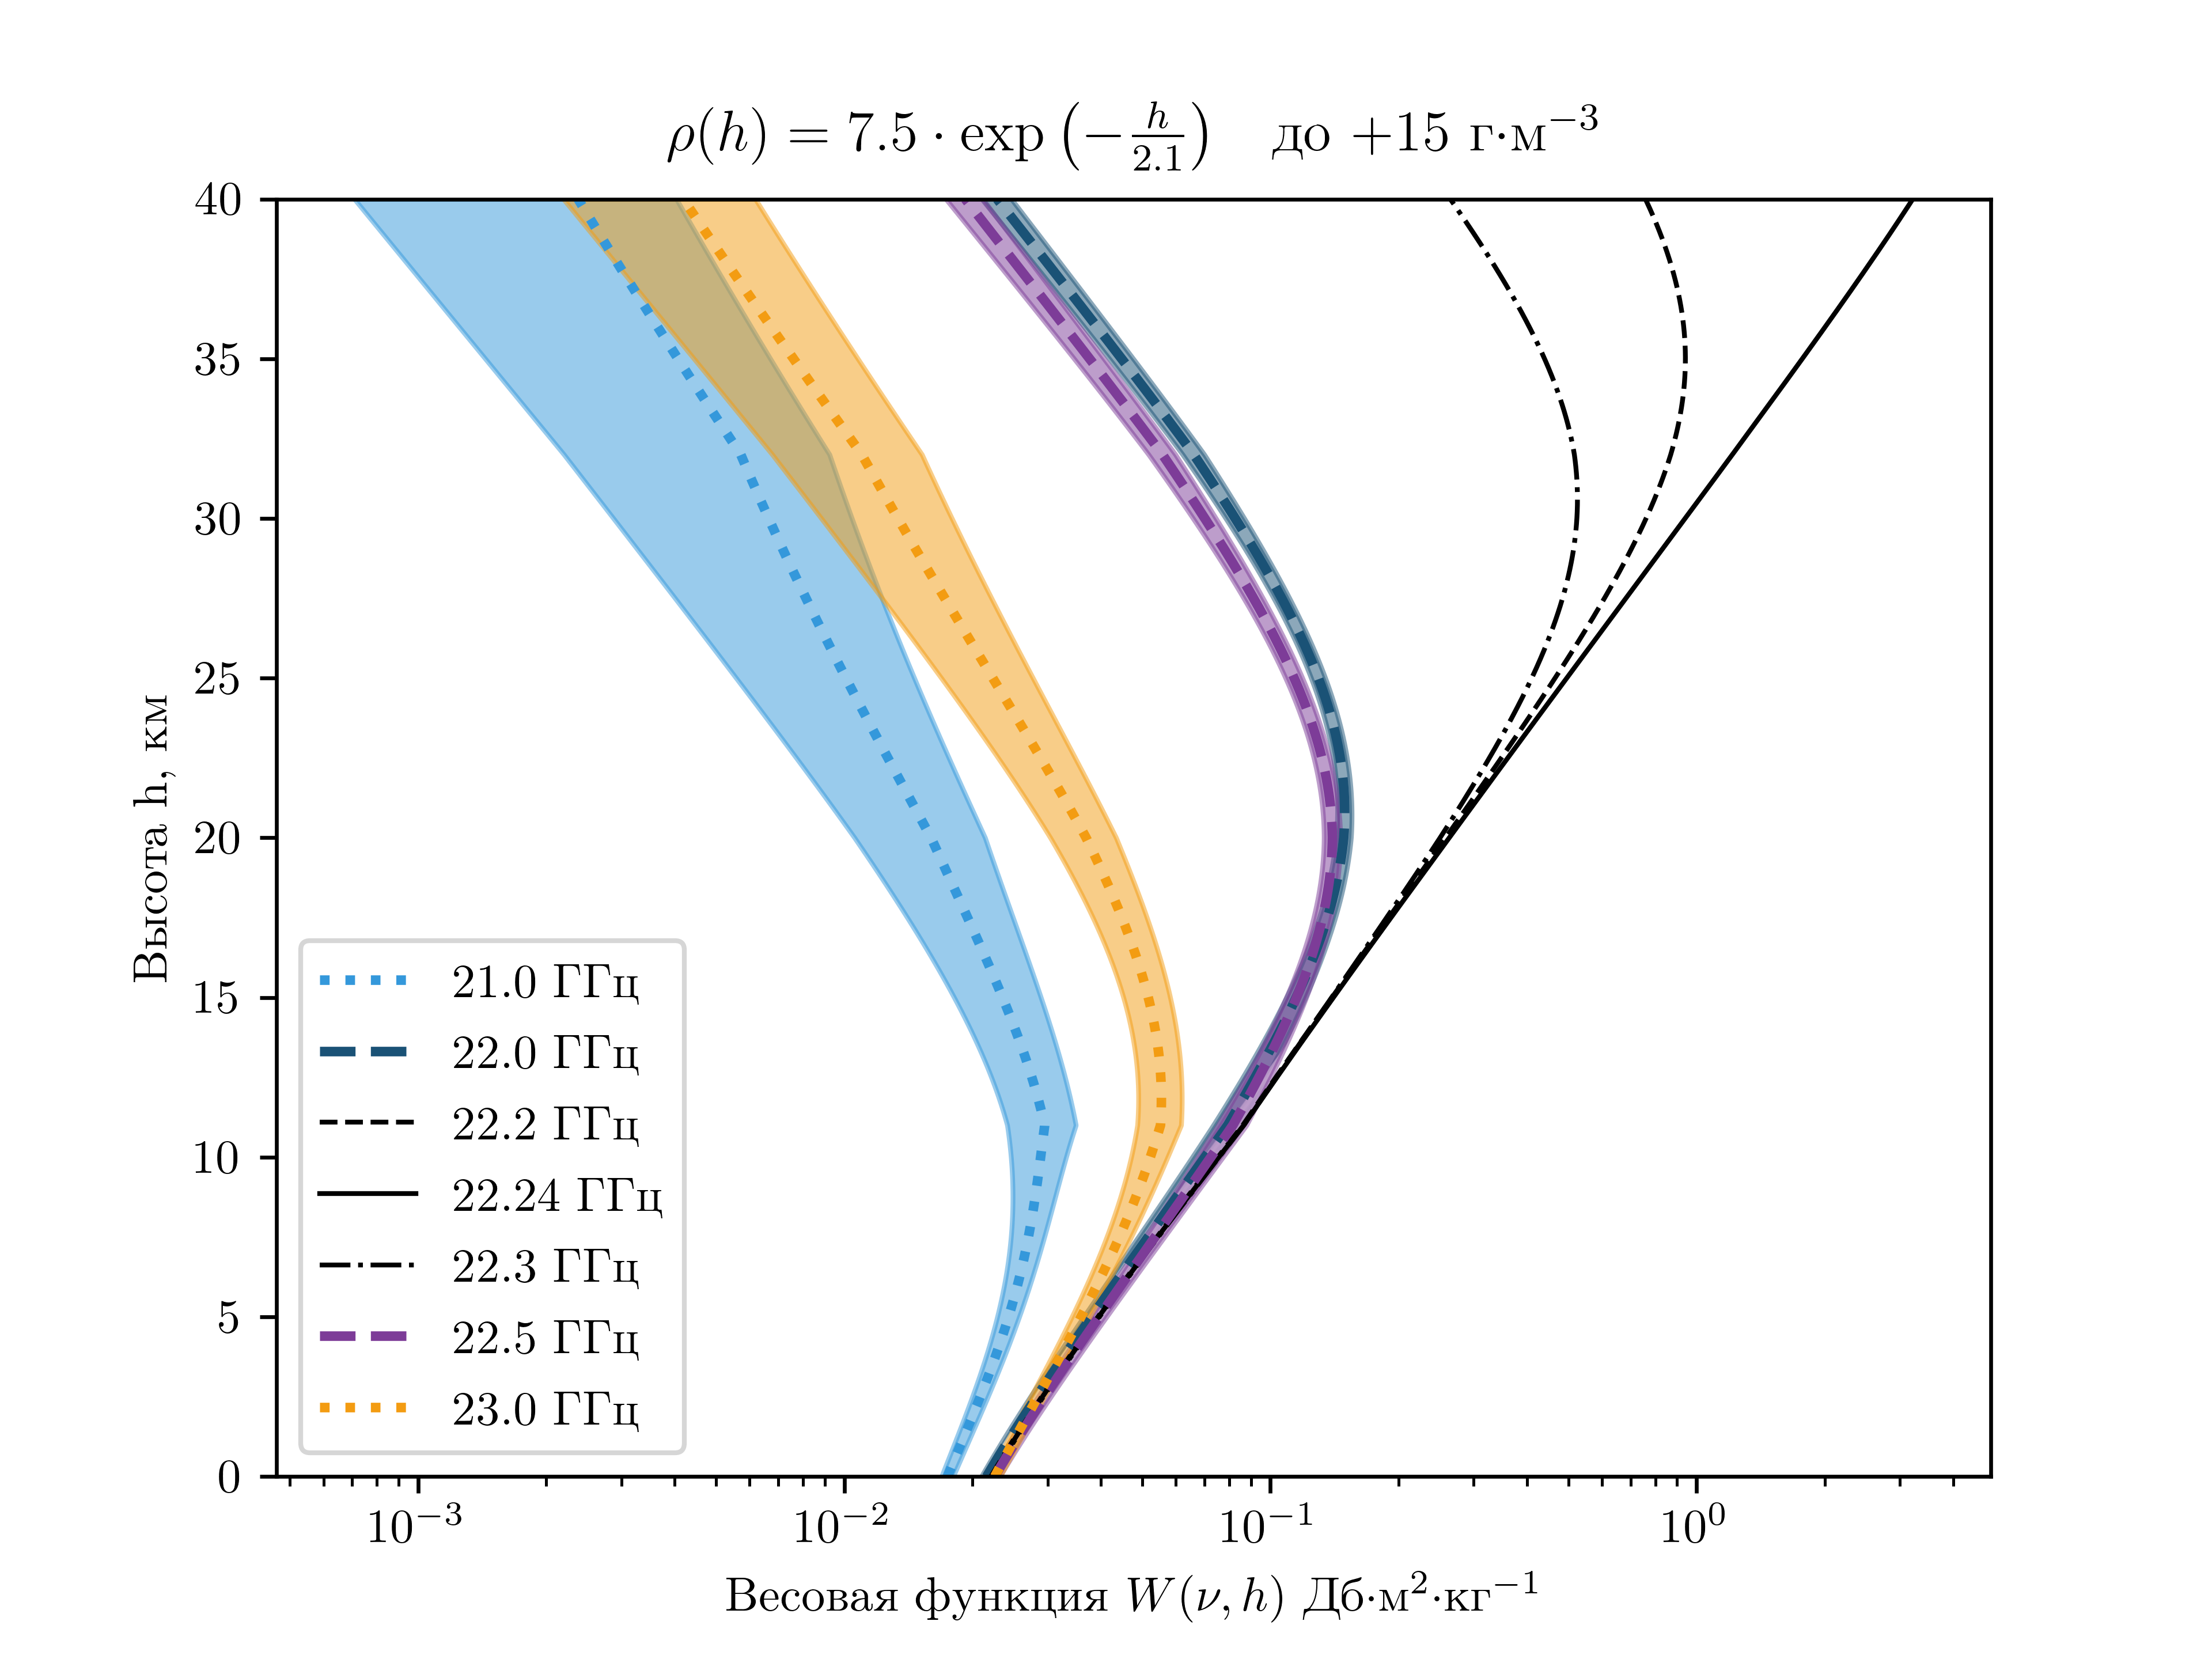 ρ(h) = 7.5 · exp (−h/2.1) до +15 г·м⁻³
40
35
30
25
20
15
10
5
0
Высота h, км
21.0 ГГц
22.0 ГГц
22.2 ГГц
22.24 ГГц
22.3 ГГц
22.5 ГГц
23.0 ГГц
10⁻³ 10⁻² 10⁻¹ 10⁰
Весовая функция W(ν, h) Дб·м²·кг⁻¹